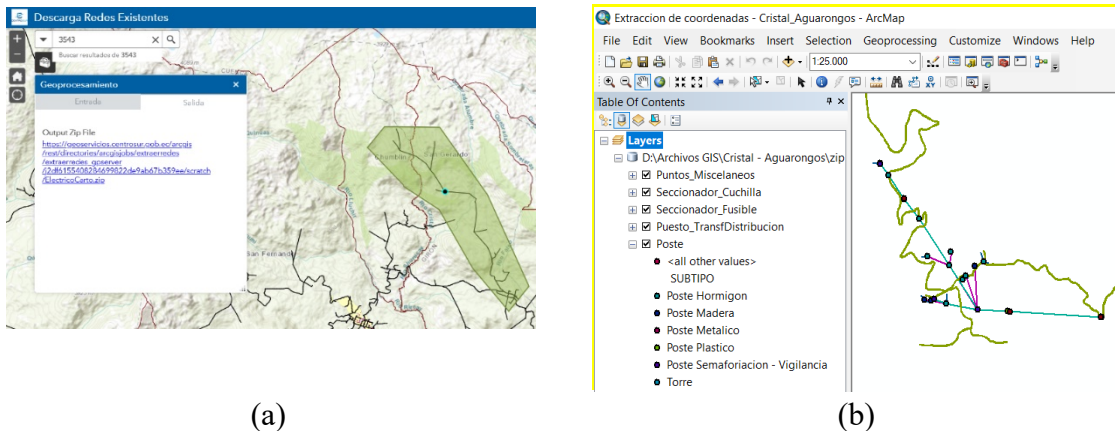 Descarga Redes Existentes
3543
Buscar resultados de 3543
Geoprocesamiento
Entrada
Salida
Output Zip File
https://geoservicios.centrosur.gob.ec/arcgis
/rest/directories/arcgisjobs/extraerredes
/extraerredes_gpserver
/j2df6155408284699822de9ab67b359ee/scratch
/ElectricoCarto.zip
(a)
Extraccion de coordenadas - Cristal_Aguarongos - ArcMap
File Edit View Bookmarks Insert Selection Geoprocessing Customize Windows Help
1:25.000
Table Of Contents
Layers
D:\Archivos GIS\Cristal - Aguarongos\zip
Puntos_Miscelaneos
Seccionador_Cuchilla
Seccionador_Fusible
Puesto_TransfDistribucion
Poste
<all other values>
SUBTIPO
Poste Hormigon
Poste Madera
Poste Metalico
Poste Plastico
Poste Semaforiacion - Vigilancia
Torre
(b)